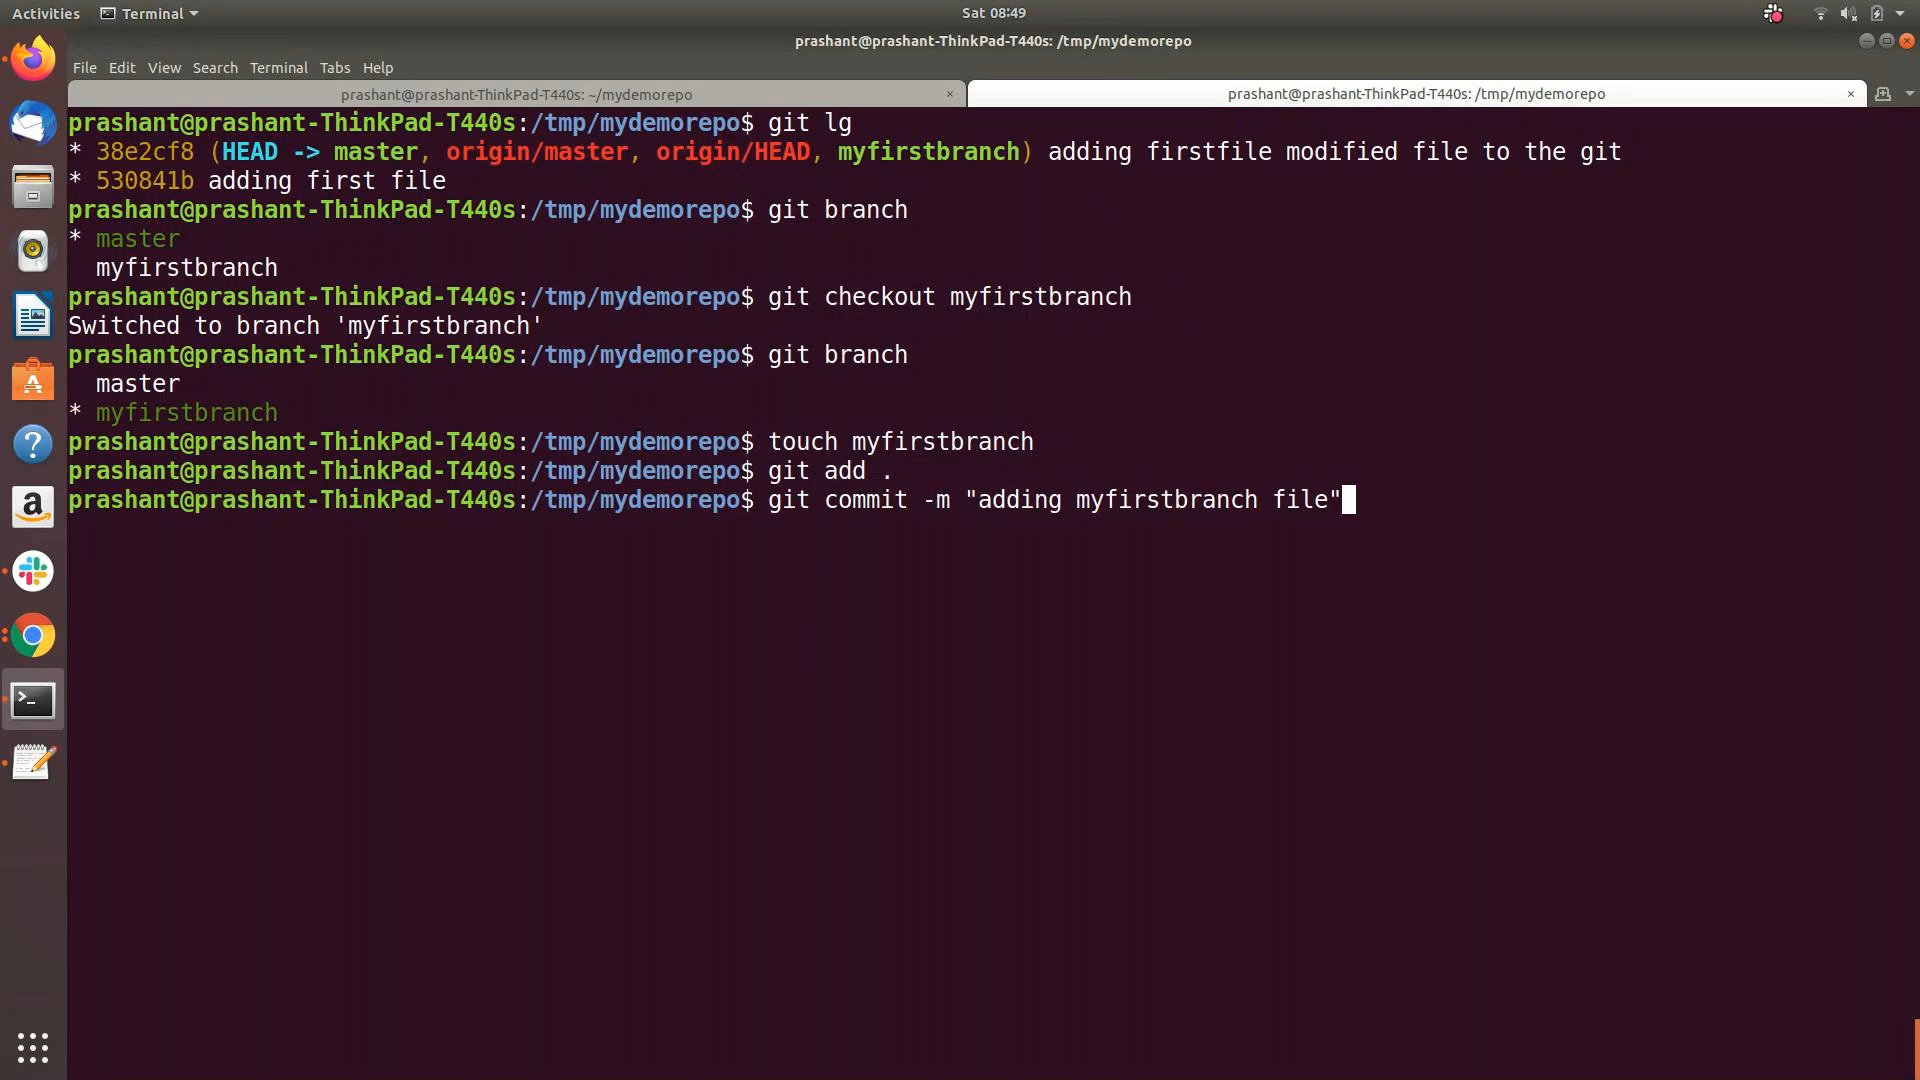 Activities Terminal Sat 08:49
prashant@prashant-ThinkPad-T440s: /tmp/mydemorepo
File Edit View Search Terminal Tabs Help
prashant@prashant-ThinkPad-T440s: ~/mydemorepo × prashant@prashant-ThinkPad-T440s: /tmp/mydemorepo ×
prashant@prashant-ThinkPad-T440s:/tmp/mydemorepo$ git lg
* 38e2cf8 (HEAD -> master, origin/master, origin/HEAD, myfirstbranch) adding firstfile modified file to the git
* 530841b adding first file
prashant@prashant-ThinkPad-T440s:/tmp/mydemorepo$ git branch
* master
  myfirstbranch
prashant@prashant-ThinkPad-T440s:/tmp/mydemorepo$ git checkout myfirstbranch
Switched to branch 'myfirstbranch'
prashant@prashant-ThinkPad-T440s:/tmp/mydemorepo$ git branch
  master
* myfirstbranch
prashant@prashant-ThinkPad-T440s:/tmp/mydemorepo$ touch myfirstbranch
prashant@prashant-ThinkPad-T440s:/tmp/mydemorepo$ git add .
prashant@prashant-ThinkPad-T440s:/tmp/mydemorepo$ git commit -m "adding myfirstbranch file"